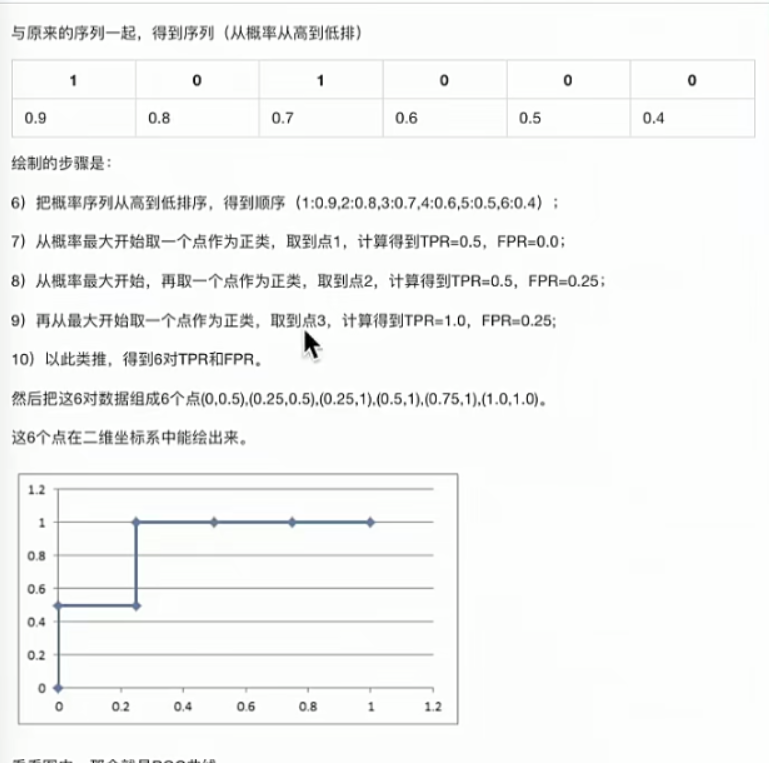 与原来的序列一起，得到序列（从概率从高到低排）
1 0 1 0 0 0
0.9 0.8 0.7 0.6 0.5 0.4
绘制的步骤是：
6）把概率序列从高到低排序，得到顺序（1:0.9,2:0.8,3:0.7,4:0.6,5:0.5,6:0.4）；
7）从概率最大开始取一个点作为正类，取到点1，计算得到TPR=0.5，FPR=0.0；
8）从概率最大开始，再取一个点作为正类，取到点2，计算得到TPR=0.5，FPR=0.25；
9）再从最大开始取一个点作为正类，取到点3，计算得到TPR=1.0，FPR=0.25;
10）以此类推，得到6对TPR和FPR。
然后把这6对数据组成6个点(0,0.5),(0.25,0.5),(0.25,1),(0.5,1),(0.75,1),(1.0,1.0)。
这6个点在二维坐标系中能绘出来。
1.2
1
0.8
0.6
0.4
0.2
0
0 0.2 0.4 0.6 0.8 1 1.2